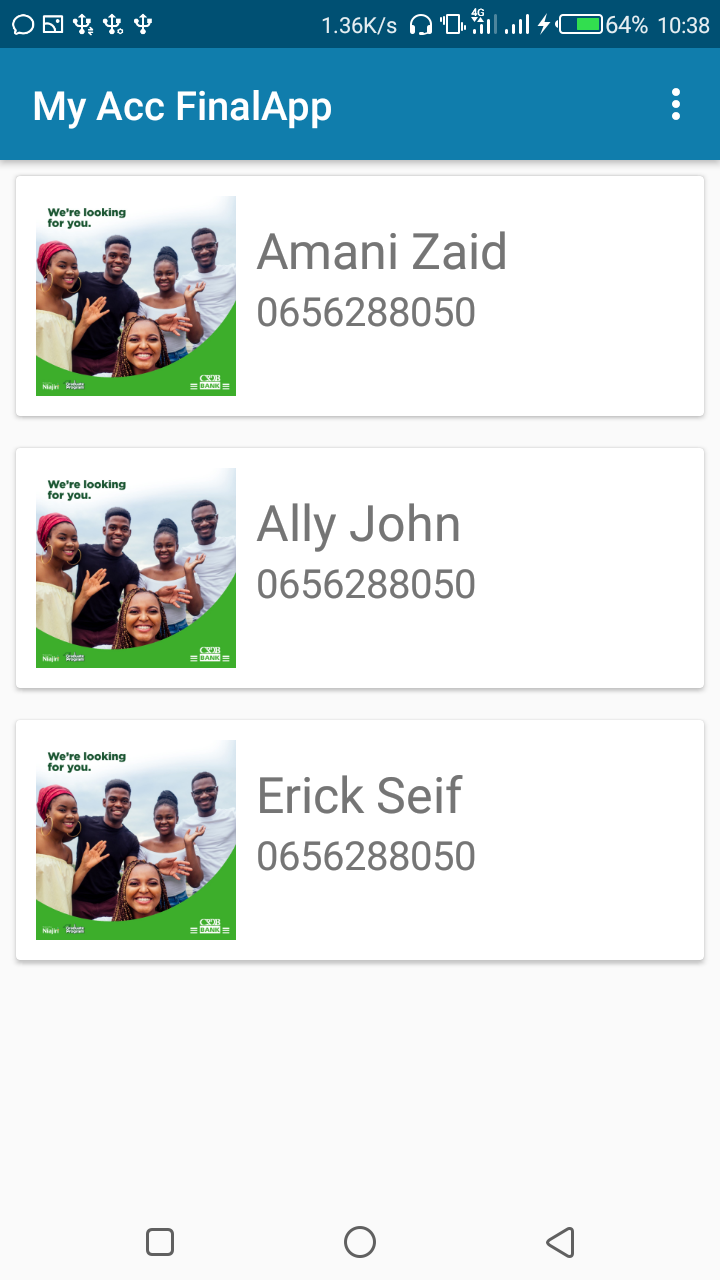 1.36K/s 4G 64% 10:38
My Acc FinalApp
We're looking
for you.
Amani Zaid
0656288050
Niajiri Graduate Program
CRDB
BANK
We're looking
for you.
Ally John
0656288050
Niajiri Graduate Program
CRDB
BANK
We're looking
for you.
Erick Seif
0656288050
Niajiri Graduate Program
CRDB
BANK